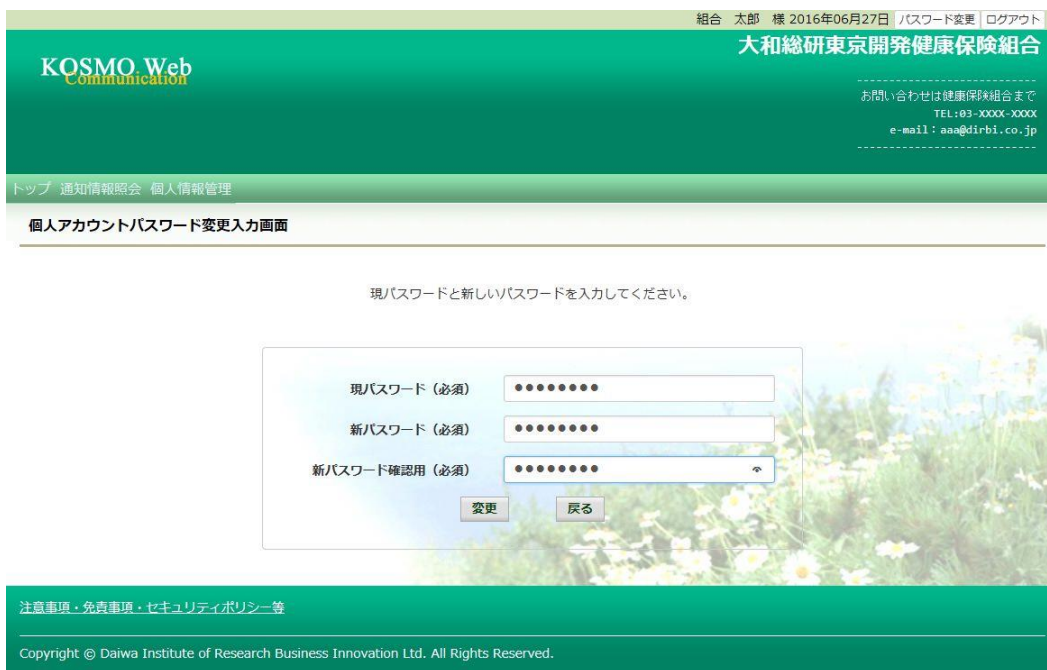 組合　太郎　様 2016年06月27日 パスワード変更 ログアウト
大和総研東京開発健康保険組合
KOSMO Web
Communication
お問い合わせは健康保険組合まで
TEL:03-XXXX-XXXX
e-mail：aaa@dirbi.co.jp
トップ 通知情報照会 個人情報管理
個人アカウントパスワード変更入力画面
現パスワードと新しいパスワードを入力してください。
現パスワード（必須） ●●●●●●●●
新パスワード（必須） ●●●●●●●●
新パスワード確認用（必須） ●●●●●●●●
変更 戻る
注意事項・免責事項・セキュリティポリシー等
Copyright © Daiwa Institute of Research Business Innovation Ltd. All Rights Reserved.